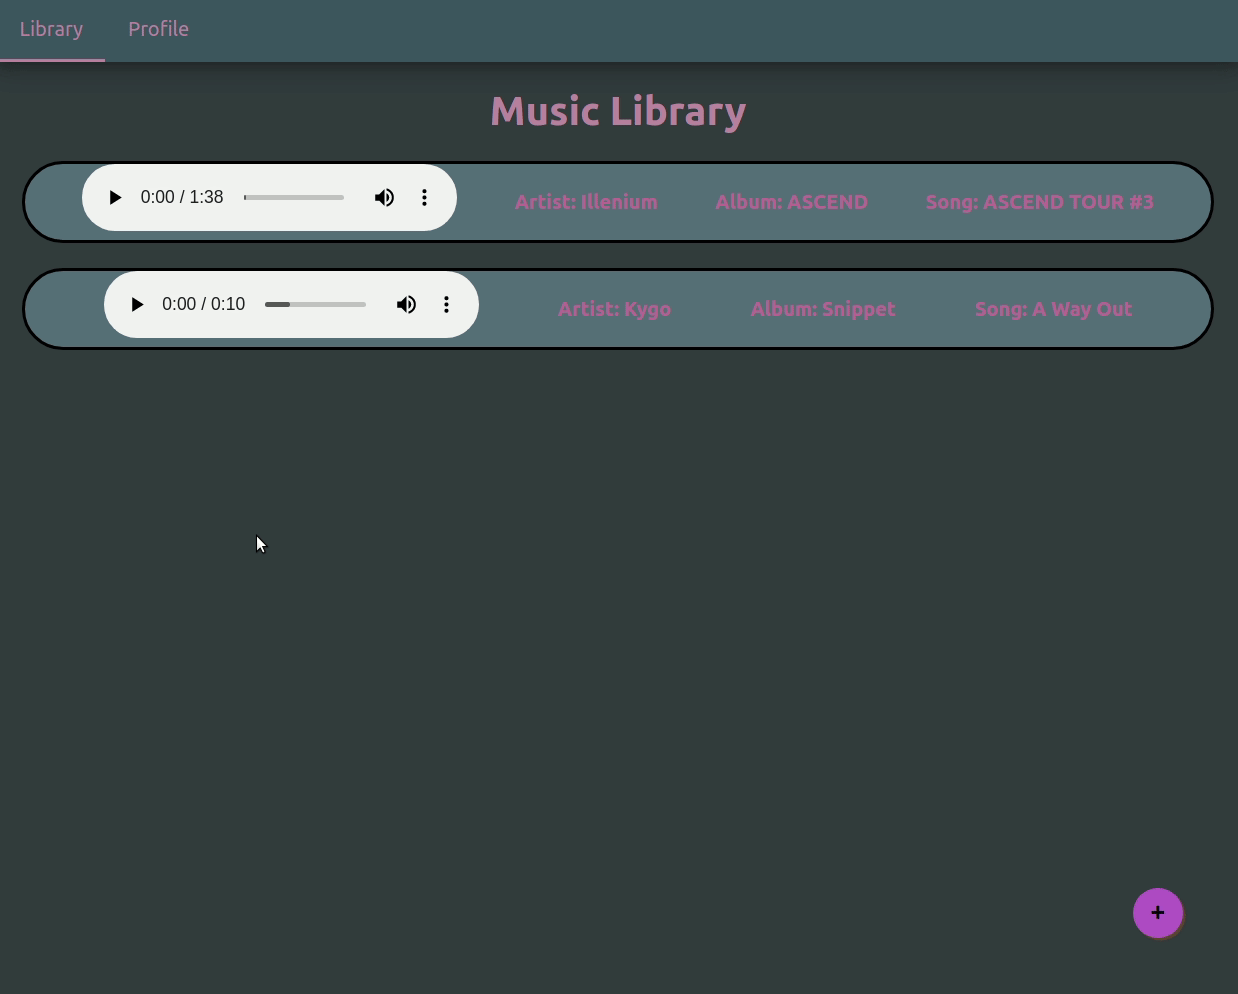 Library Profile
Music Library
0:00 / 1:38 Artist: Illenium Album: ASCEND Song: ASCEND TOUR #3
0:00 / 0:10 Artist: Kygo Album: Snippet Song: A Way Out
+